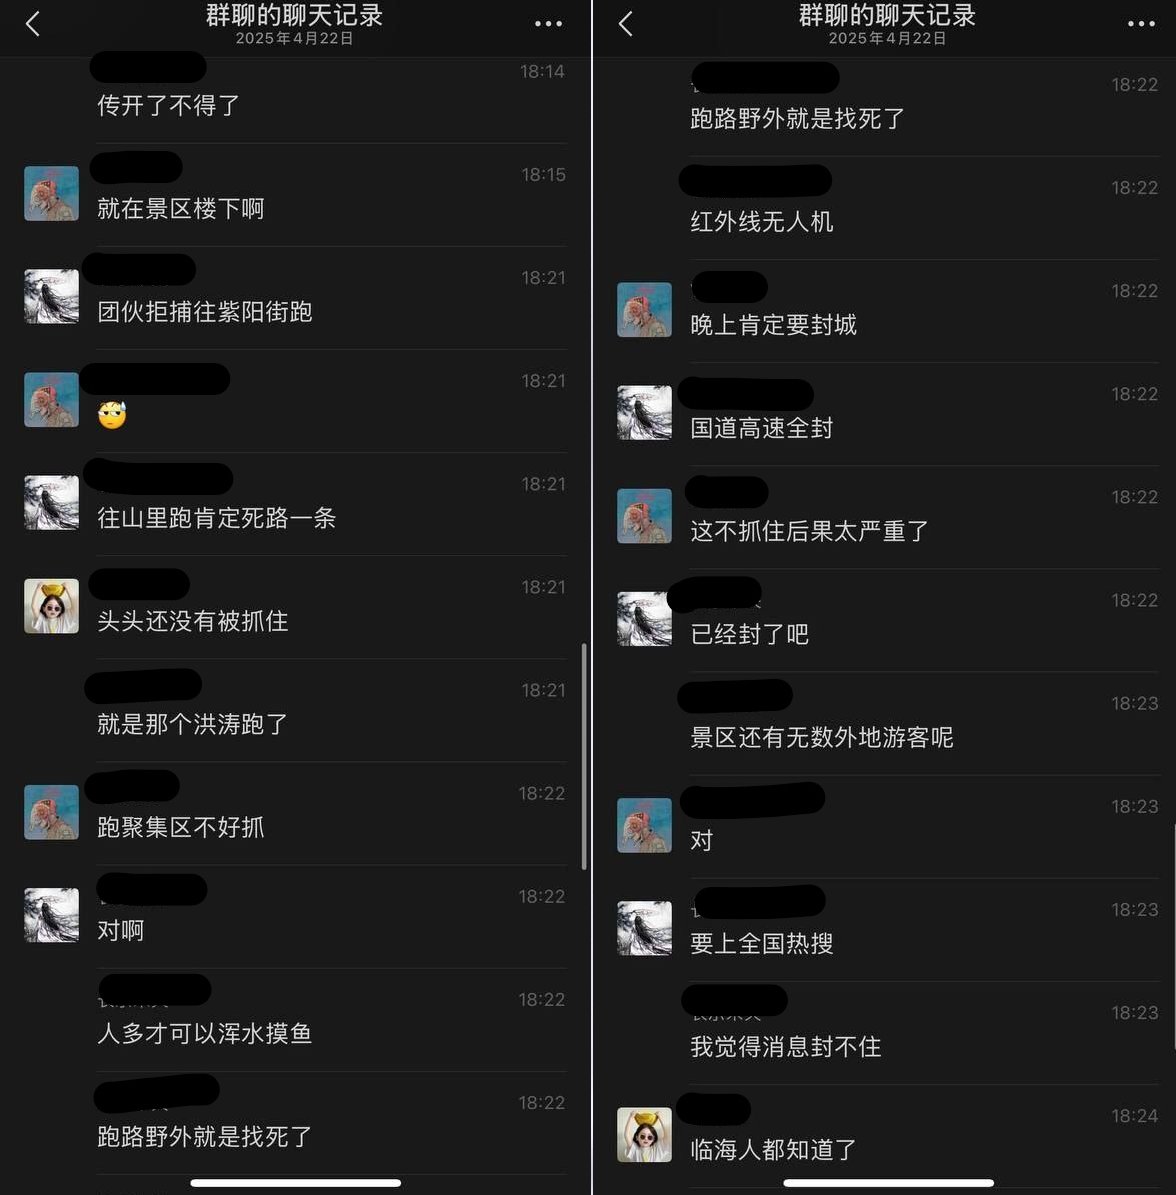 群聊的聊天记录
2025年4月22日
18:14
传开了不得了
18:15
就在景区楼下啊
18:21
团伙拒捕往紫阳街跑
18:21
18:21
往山里跑肯定死路一条
18:21
头头还没有被抓住
18:21
就是那个洪涛跑了
18:22
跑聚集区不好抓
18:22
对啊
18:22
人多才可以浑水摸鱼
18:22
跑路野外就是找死了
群聊的聊天记录
2025年4月22日
18:22
跑路野外就是找死了
18:22
红外线无人机
18:22
晚上肯定要封城
18:22
国道高速全封
18:22
这不抓住后果太严重了
18:22
已经封了吧
18:23
景区还有无数外地游客呢
18:23
对
18:23
要上全国热搜
18:23
我觉得消息封不住
18:24
临海人都知道了